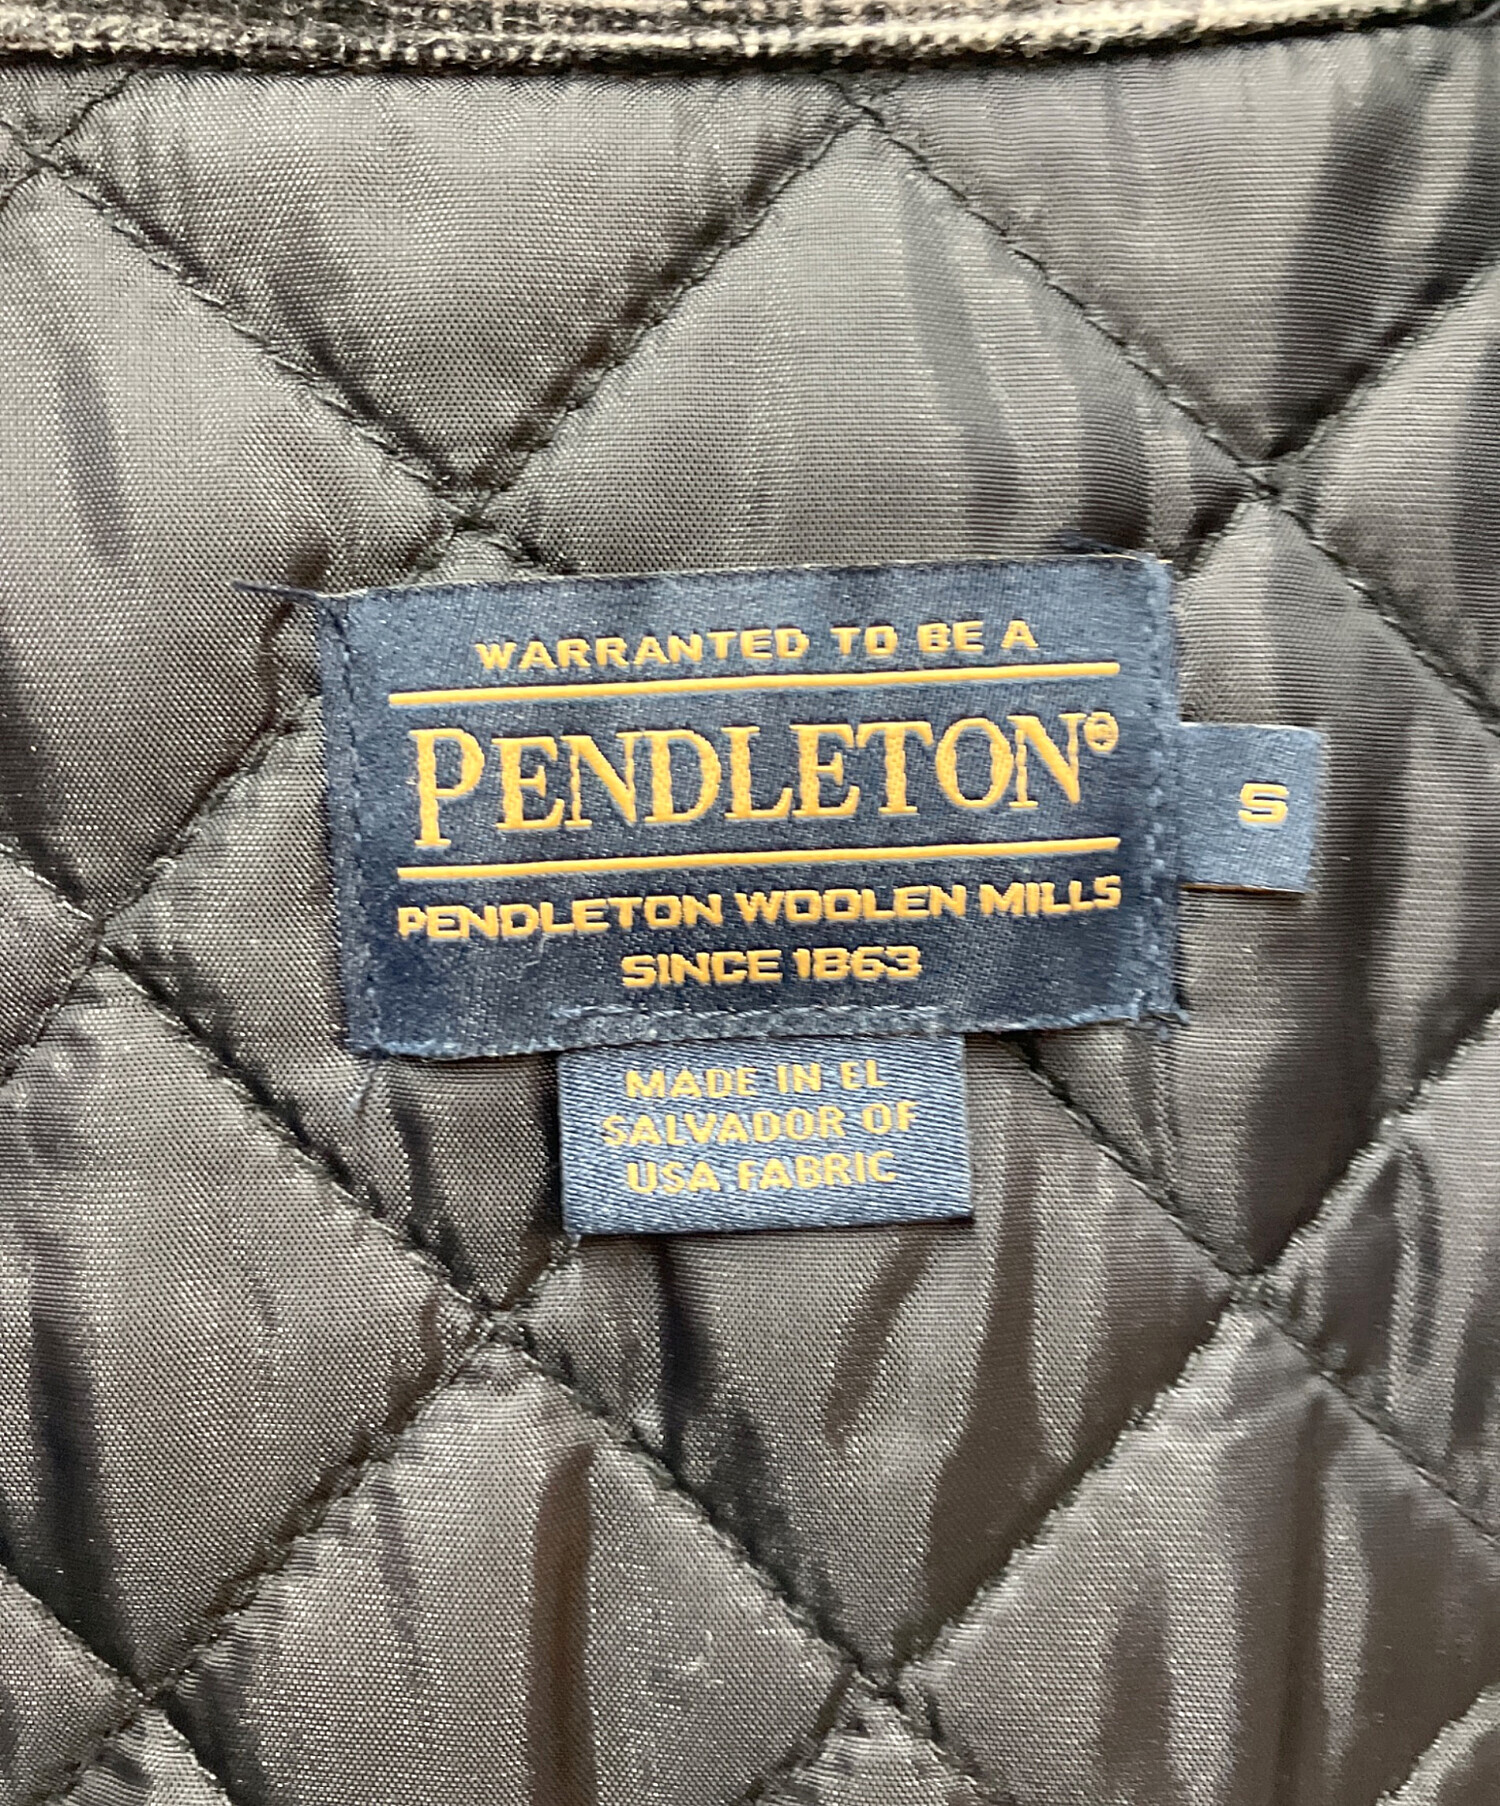 WARRANTED TO BE A
PENDLETON®
S
PENDLETON WOOLEN MILLS
SINCE 1863
MADE IN EL
SALVADOR OF
USA FABRIC